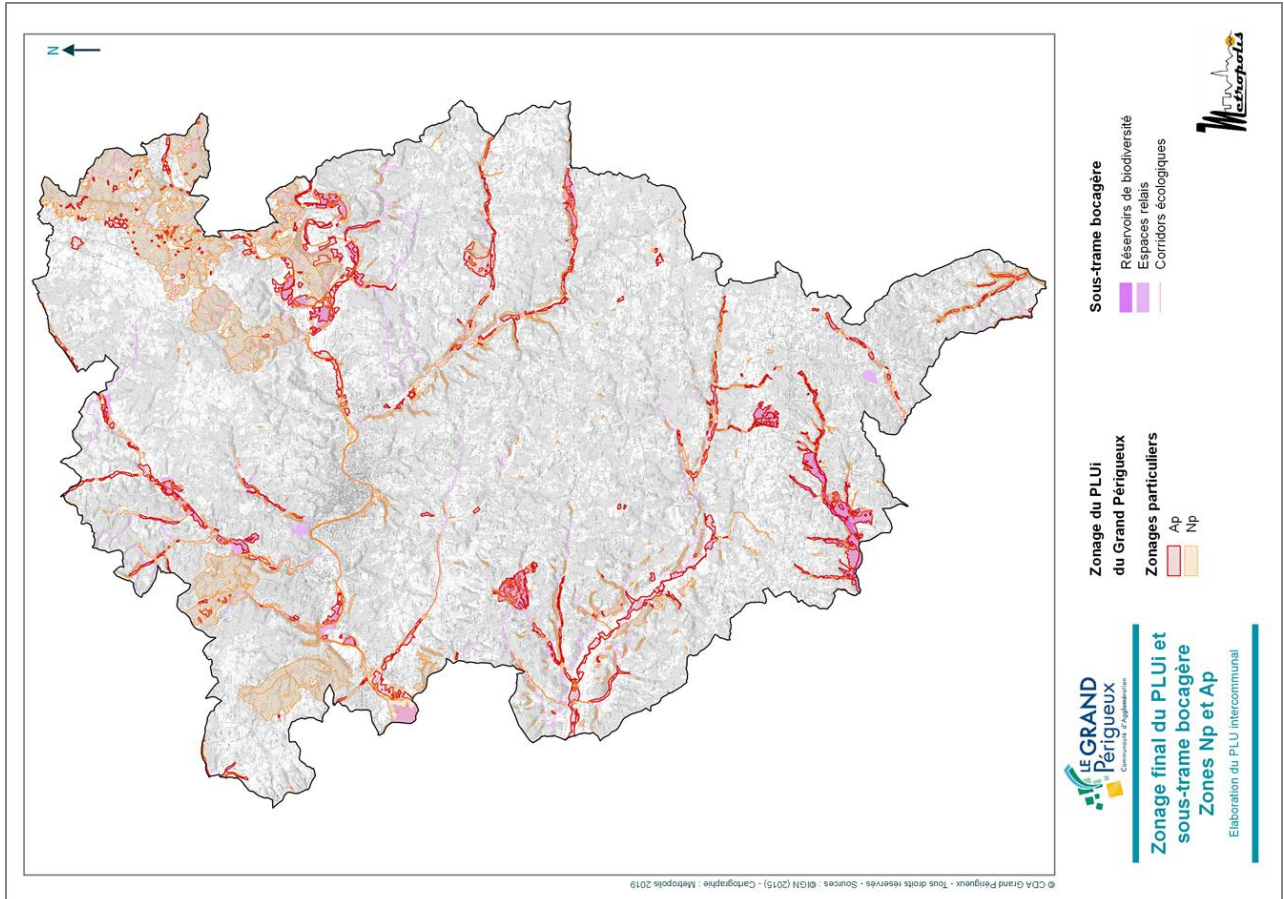 N
© CDA Grand Périgueux - Tous droits réservés - Sources : ©IGN (2015) - Cartographie : Metropolis 2019
LE GRAND
Périgueux
Communauté d'Agglomération
Zonage final du PLUi et
sous-trame bocagère
Zones Np et Ap
Elaboration du PLU intercommunal
Zonage du PLUi
du Grand Périgueux
Zonages particuliers
Ap
Np
Sous-trame bocagère
Réservoirs de biodiversité
Espaces relais
Corridors écologiques
Metropolis